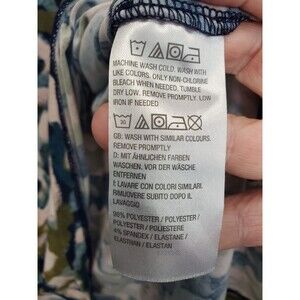 MACHINE WASH COLD. WASH WITH
LIKE COLORS. ONLY NON-CHLORINE
BLEACH WHEN NEEDED. TUMBLE
DRY LOW. REMOVE PROMPTLY. LOW
IRON IF NEEDED
30
GB: WASH WITH SIMILAR COLOURS.
REMOVE PROMPTLY
D: MIT ÄHNLICHEN FARBEN
WASCHEN, VOR DER WÄSCHE
ENTFERNEN
I: LAVARE CON COLORI SIMILARI.
RIMUOVERE SUBITO DOPO IL
LAVAGGIO
96% POLYESTER / POLYESTER /
POLYESTER / POLIESTERE
4% SPANDEX / ELASTANE /
ELASTHAN / ELASTAN